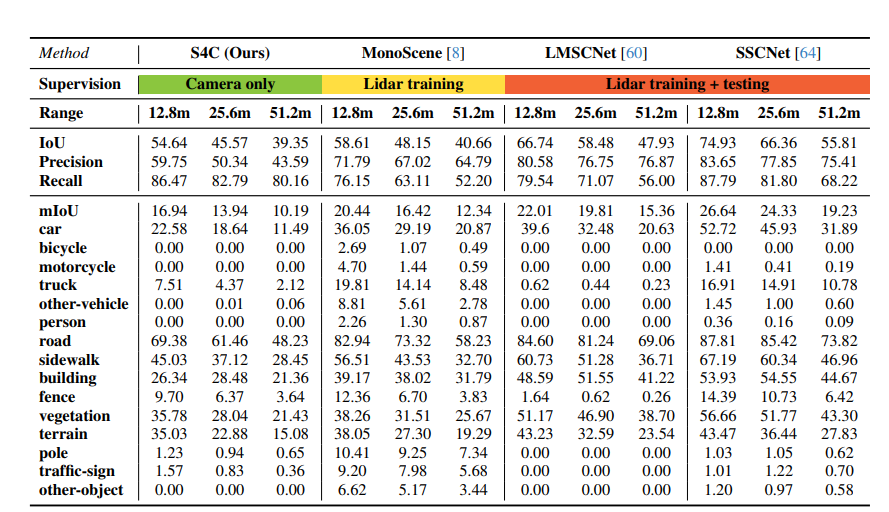 Method S4C (Ours) MonoScene [8] LMSCNet [60] SSCNet [64]
Supervision Camera only Lidar training Lidar training + testing
Range 12.8m 25.6m 51.2m 12.8m 25.6m 51.2m 12.8m 25.6m 51.2m 12.8m 25.6m 51.2m
IoU 54.64 45.57 39.35 58.61 48.15 40.66 66.74 58.48 47.93 74.93 66.36 55.81
Precision 59.75 50.34 43.59 71.79 67.02 64.79 80.58 76.75 76.87 83.65 77.85 75.41
Recall 86.47 82.79 80.16 76.15 63.11 52.20 79.54 71.07 56.00 87.79 81.80 68.22
mIoU 16.94 13.94 10.19 20.44 16.42 12.34 22.01 19.81 15.36 26.64 24.33 19.23
car 22.58 18.64 11.49 36.05 29.19 20.87 39.6 32.48 20.63 52.72 45.93 31.89
bicycle 0.00 0.00 0.00 2.69 1.07 0.49 0.00 0.00 0.00 0.00 0.00 0.00
motorcycle 0.00 0.00 0.00 4.70 1.44 0.59 0.00 0.00 0.00 1.41 0.41 0.19
truck 7.51 4.37 2.12 19.81 14.14 8.48 0.62 0.44 0.23 16.91 14.91 10.78
other-vehicle 0.00 0.01 0.06 8.81 5.61 2.78 0.00 0.00 0.00 1.45 1.00 0.60
person 0.00 0.00 0.00 2.26 1.30 0.87 0.00 0.00 0.00 0.36 0.16 0.09
road 69.38 61.46 48.23 82.94 73.32 58.23 84.60 81.24 69.06 87.81 85.42 73.82
sidewalk 45.03 37.12 28.45 56.51 43.53 32.70 60.73 51.28 36.71 67.19 60.34 46.96
building 26.34 28.48 21.36 39.17 38.02 31.79 48.59 51.55 41.22 53.93 54.55 44.67
fence 9.70 6.37 3.64 12.36 6.70 3.83 1.64 0.62 0.26 14.39 10.73 6.42
vegetation 35.78 28.04 21.43 38.26 31.51 25.67 51.17 46.90 38.70 56.66 51.77 43.30
terrain 35.03 22.88 15.08 38.05 27.30 19.29 43.23 32.59 23.54 43.47 36.44 27.83
pole 1.23 0.94 0.65 10.41 9.25 7.34 0.00 0.00 0.00 1.03 1.05 0.62
traffic-sign 1.57 0.83 0.36 9.20 7.98 5.68 0.00 0.00 0.00 1.01 1.22 0.70
other-object 0.00 0.00 0.00 6.62 5.17 3.44 0.00 0.00 0.00 1.20 0.97 0.58